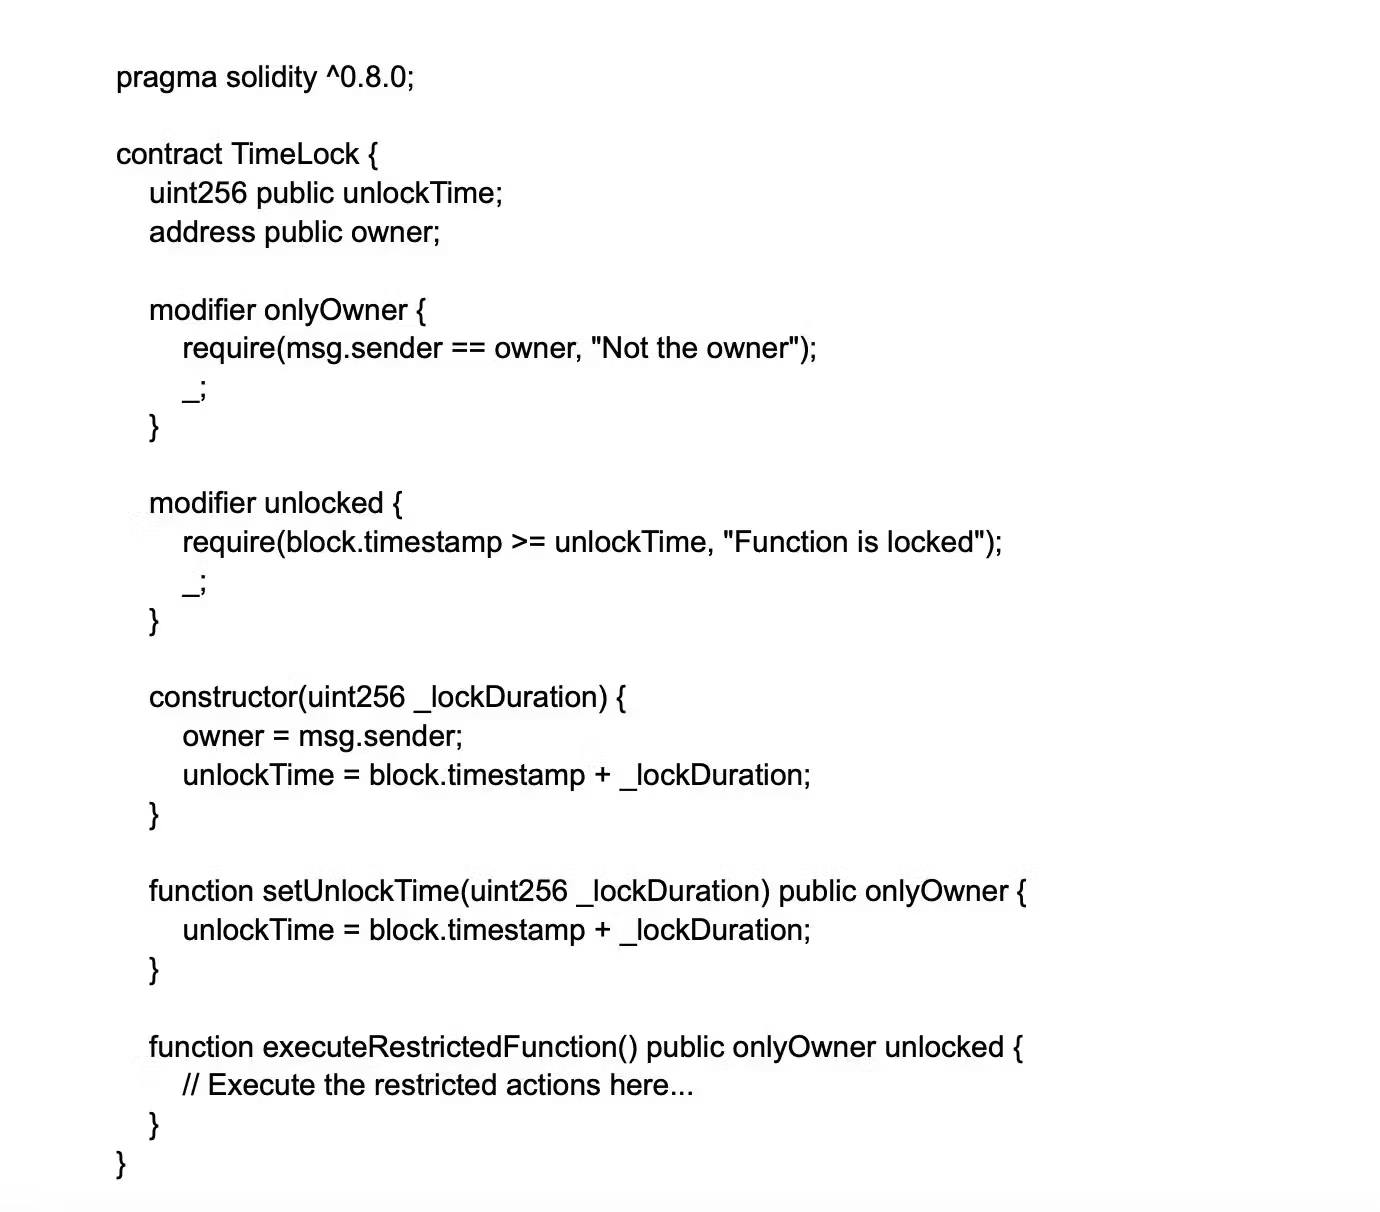 pragma solidity ^0.8.0;
contract TimeLock {
uint256 public unlockTime;
address public owner;
modifier onlyOwner {
require(msg.sender == owner, "Not the owner");
_;
}
modifier unlocked {
require(block.timestamp >= unlockTime, "Function is locked");
_;
}
constructor(uint256 _lockDuration) {
owner = msg.sender;
unlockTime = block.timestamp + _lockDuration;
}
function setUnlockTime(uint256 _lockDuration) public onlyOwner {
unlockTime = block.timestamp + _lockDuration;
}
function executeRestrictedFunction() public onlyOwner unlocked {
// Execute the restricted actions here...
}
}